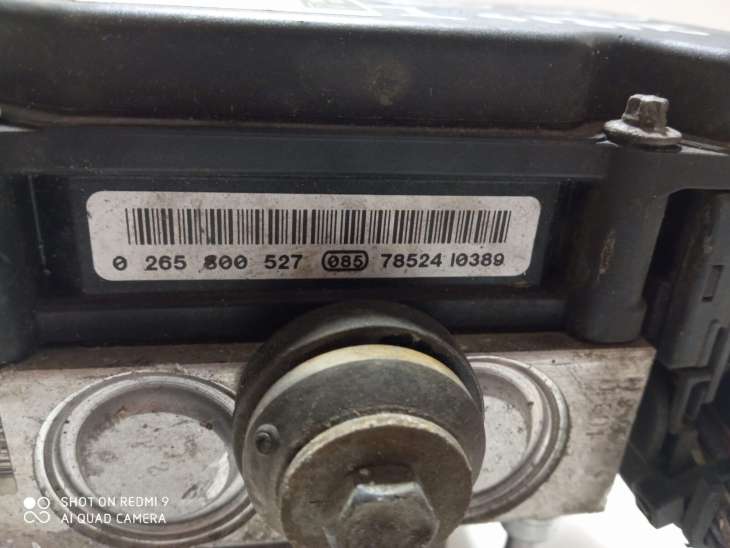 0 265 800 527 085 78524 10389
SHOT ON REDMI 9
AI QUAD CAMERA